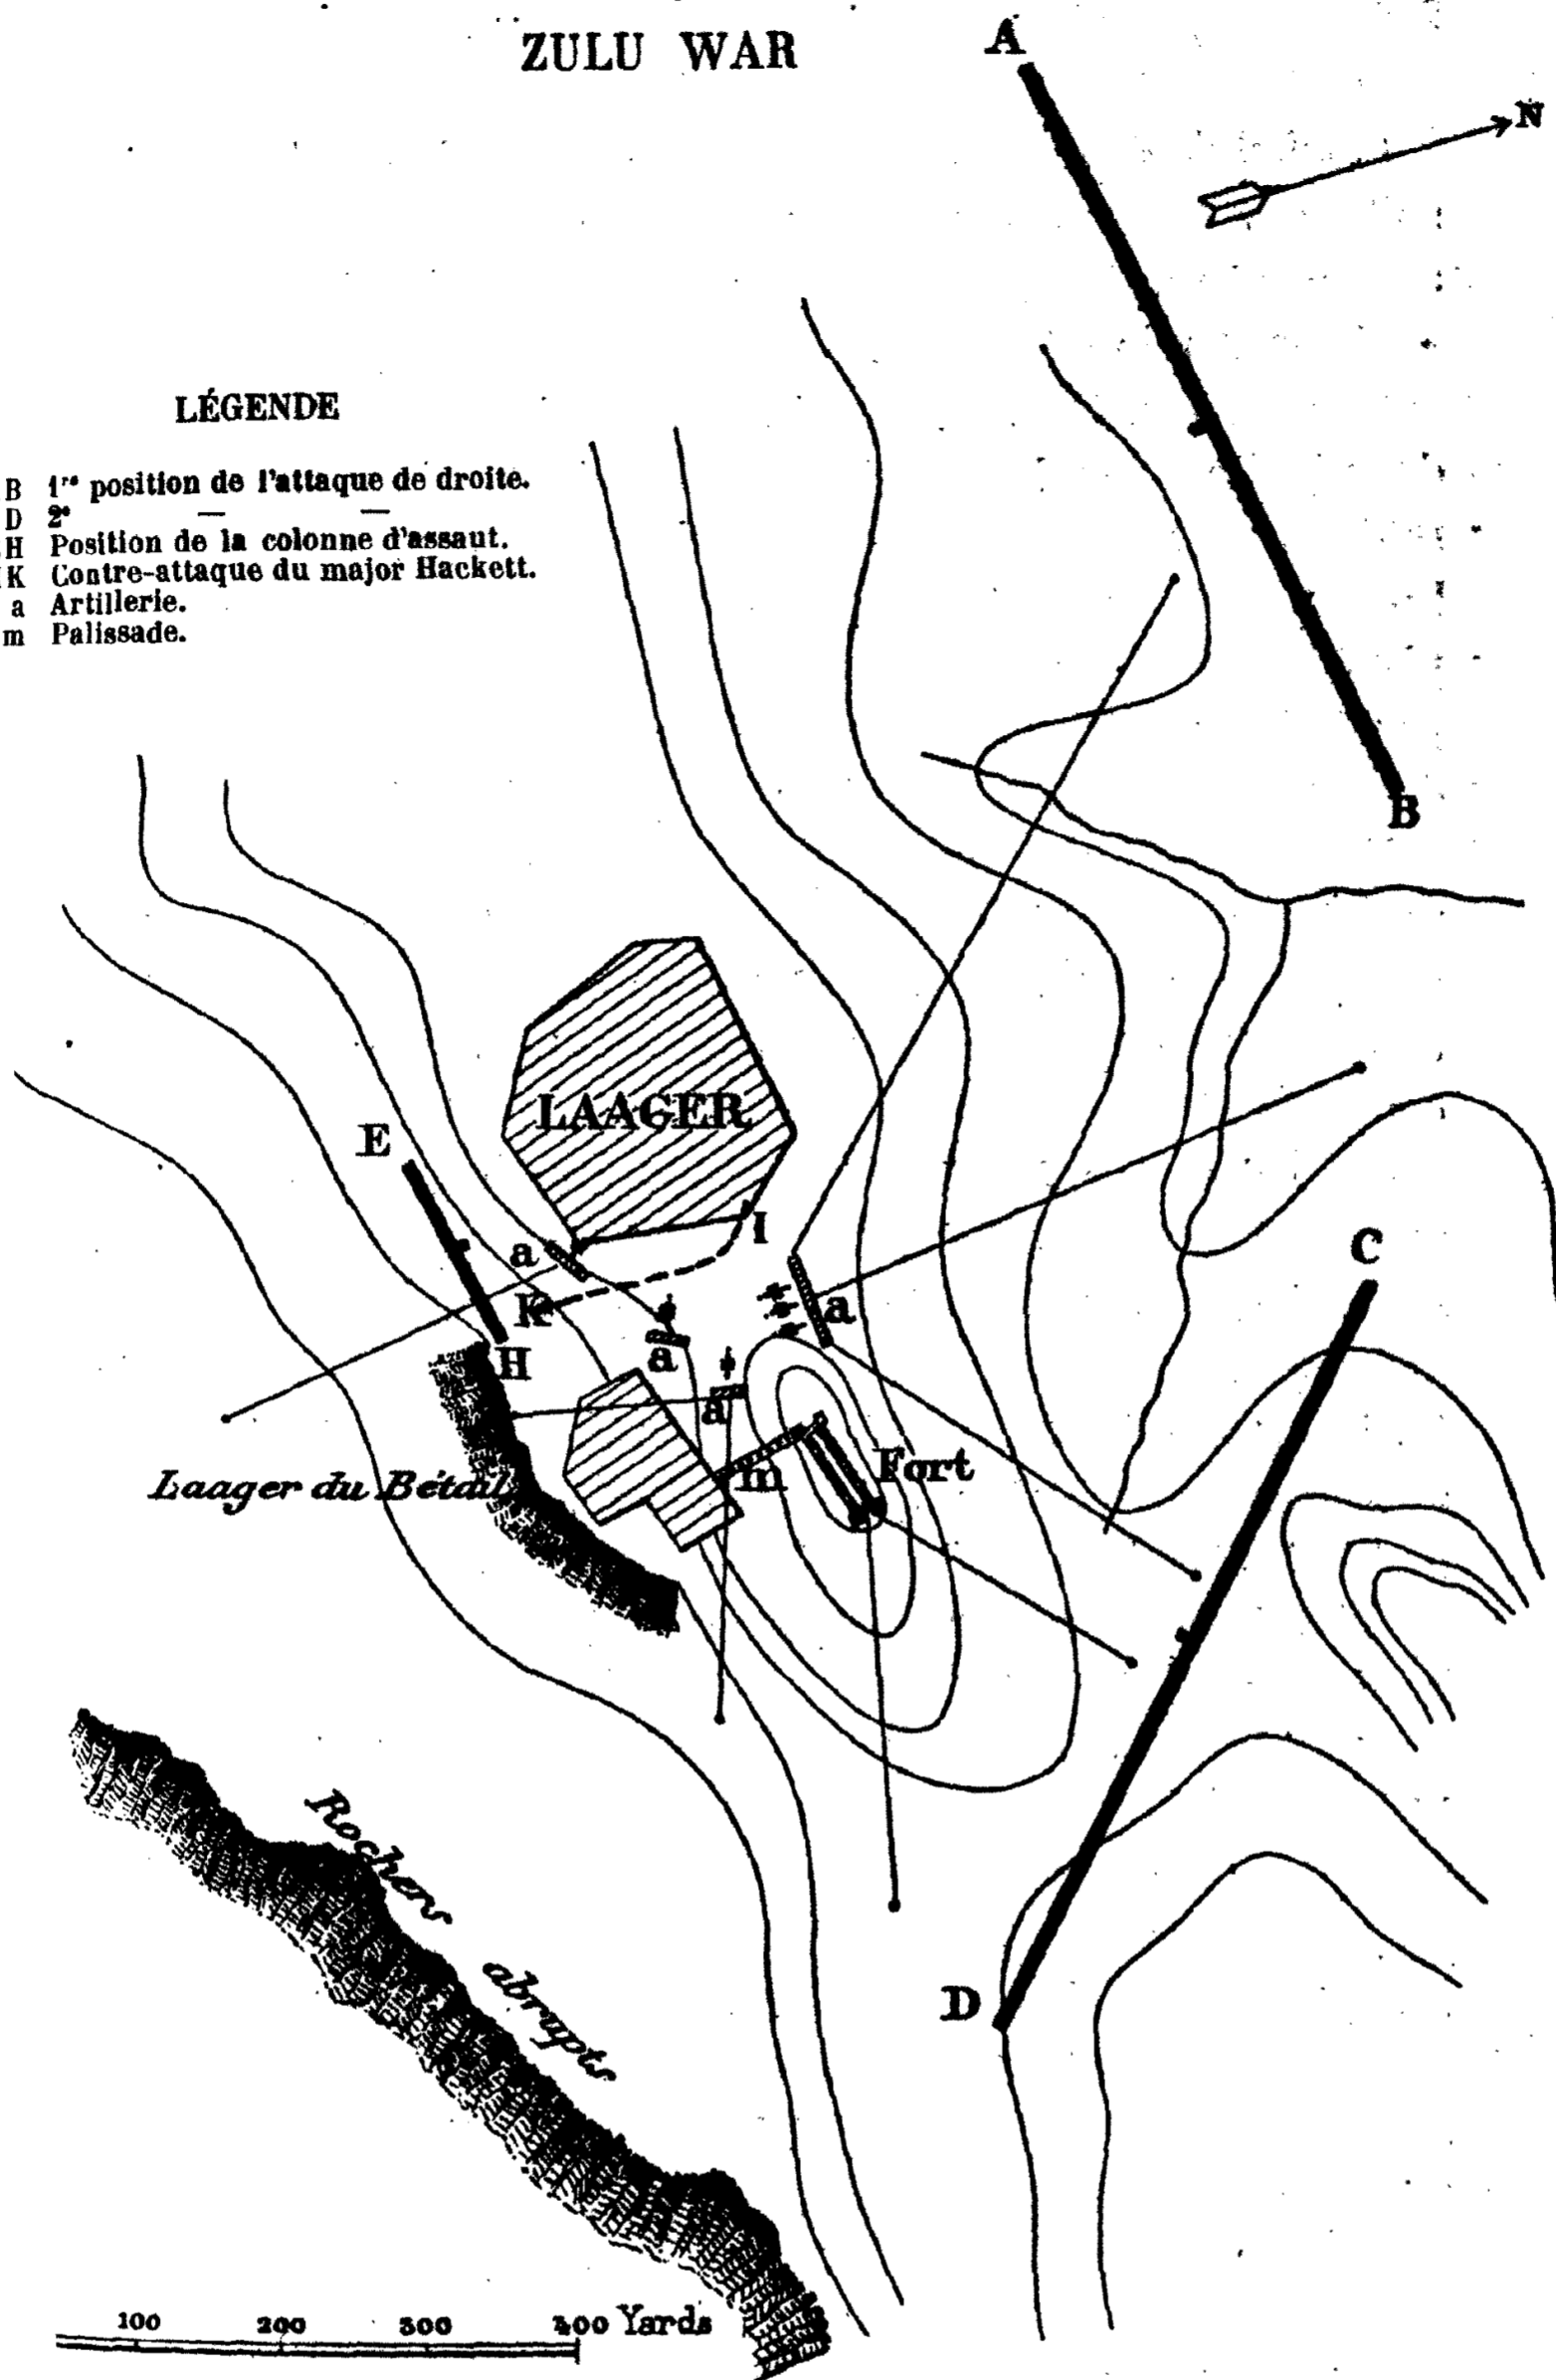 ZULU WAR
A
N
LÉGENDE
B 1re position de l'attaque de droite.
D 2e — —
H Position de la colonne d'assaut.
K Contre-attaque du major Hackett.
a Artillerie.
m Palissade.
B
LAAGER
E
I
a
C
K
a
a
H
a
m
Fort
Laager du Bétail
Rochers abrupts
D
100 200 300 400 Yards